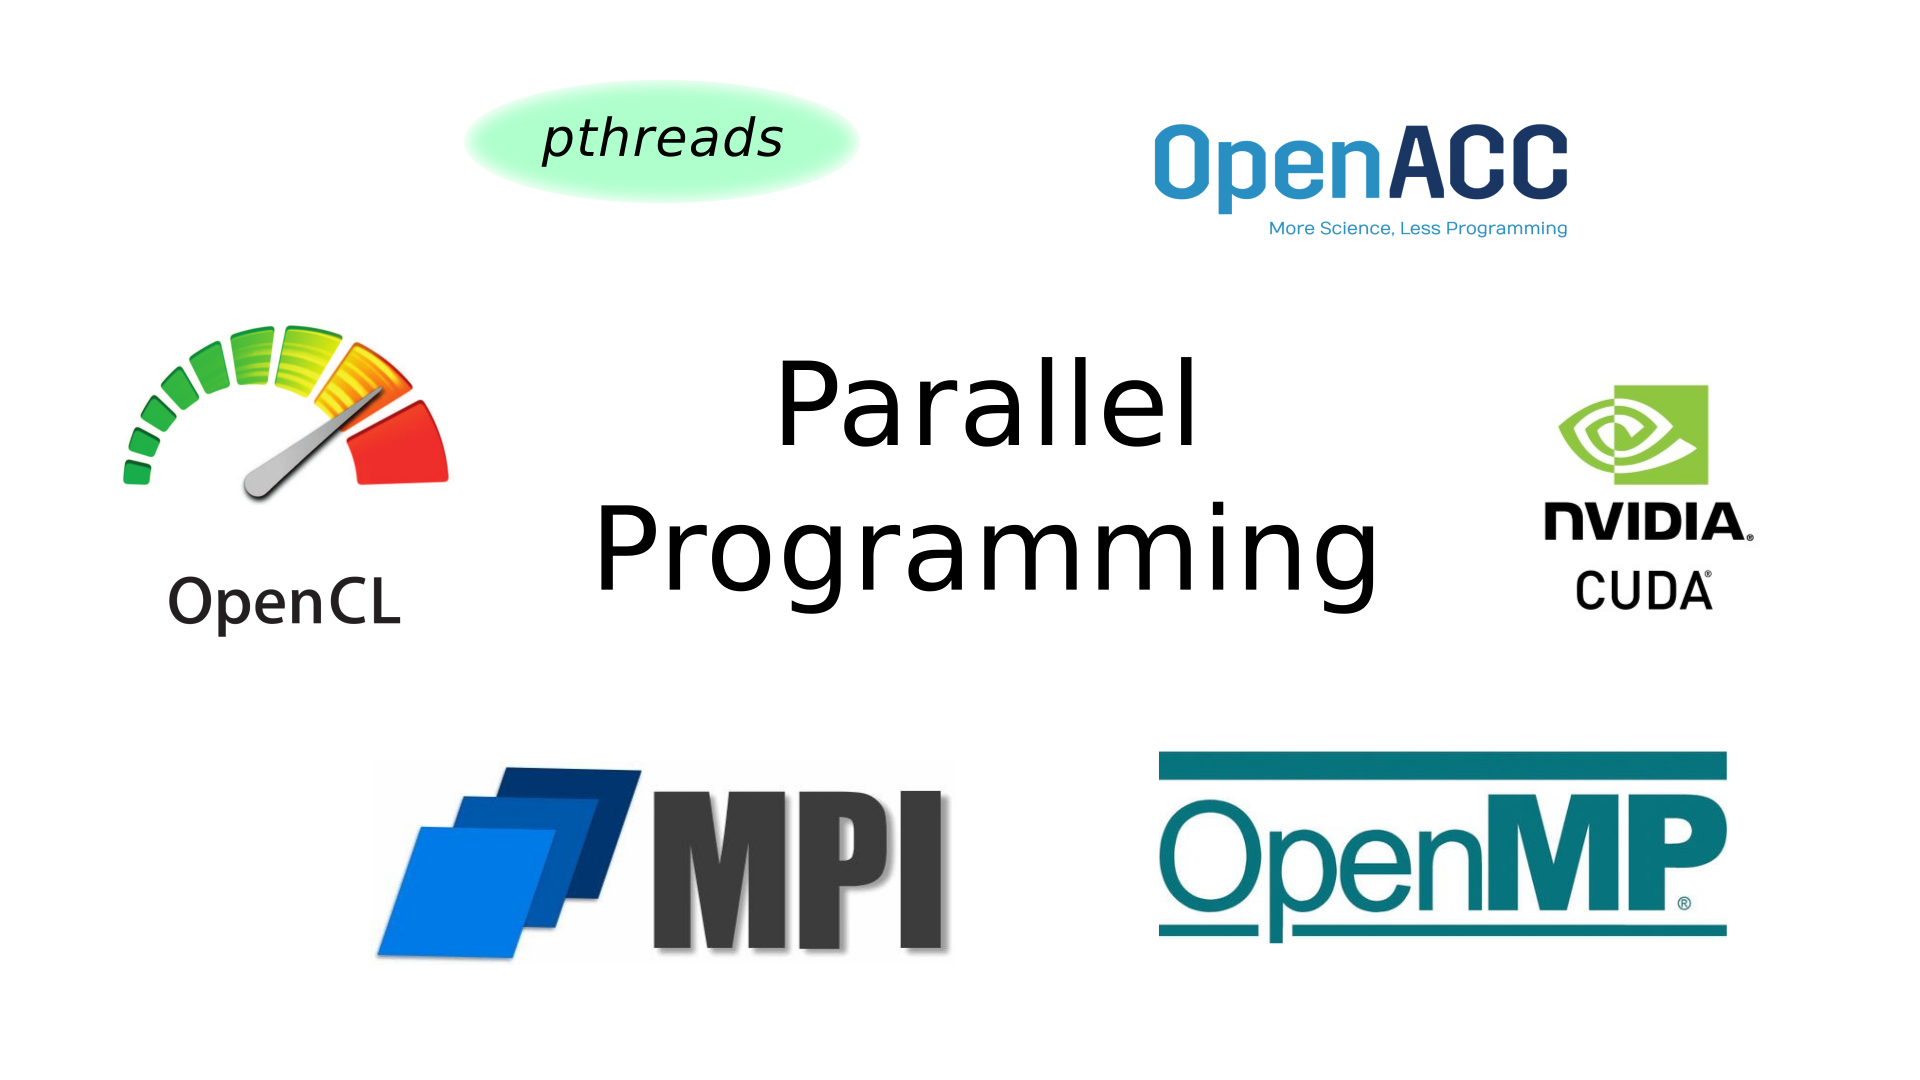 pthreads
OpenACC
More Science, Less Programming
Parallel
Programming
OpenCL
NVIDIA®
CUDA®
MPI
OpenMP®